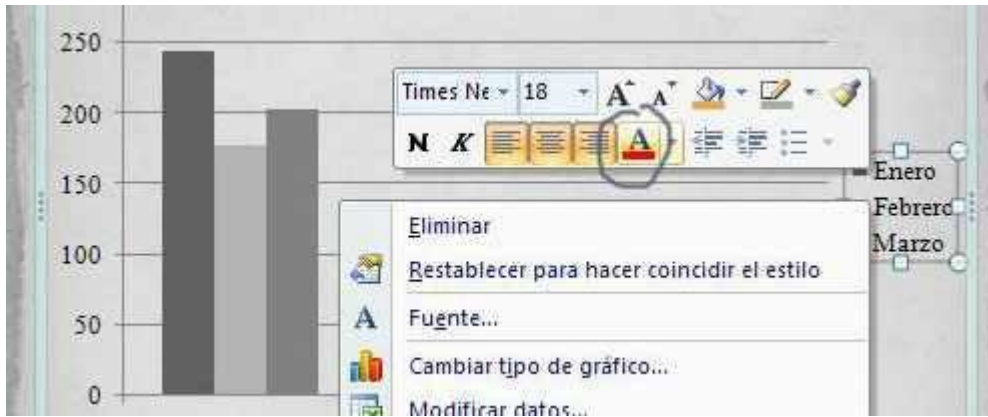 250
200
150
100
50
0
Times Ne 18 A A
N K A
Enero
Febrero
Marzo
Eliminar
Restablecer para hacer coincidir el estilo
A Fuente...
Cambiar tipo de gráfico...
Modificar datos...